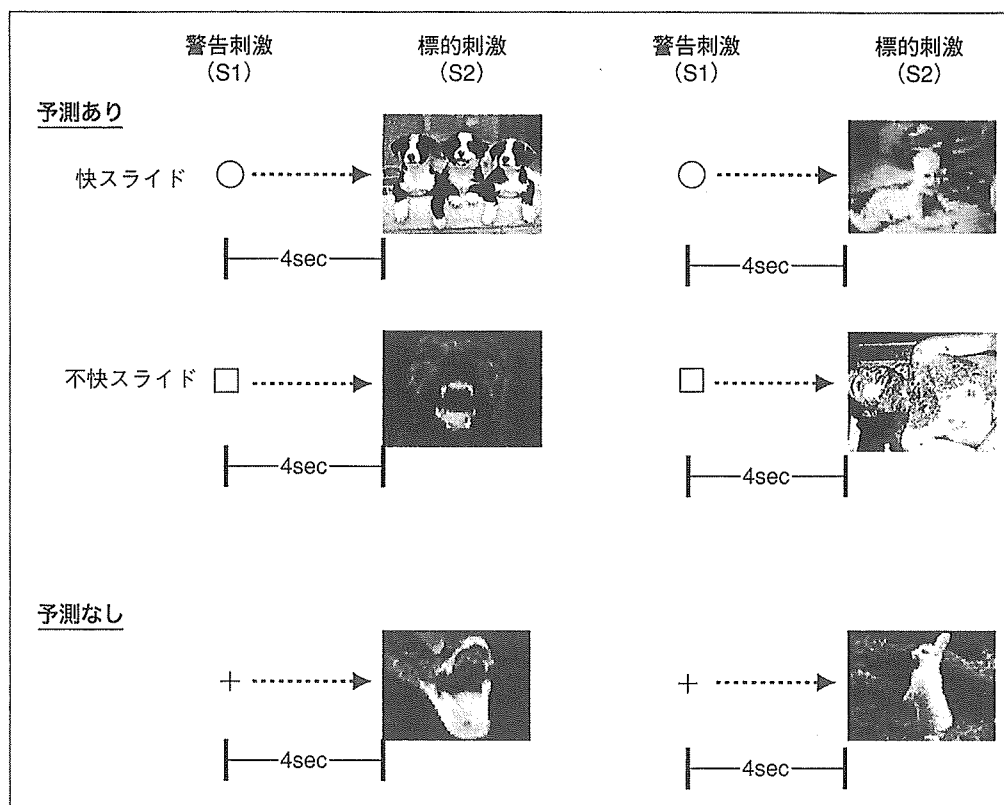 警告刺激 標的刺激 警告刺激 標的刺激
(S1) (S2) (S1) (S2)
予測あり
快スライド
4sec 4sec
不快スライド
4sec 4sec
予測なし
4sec 4sec